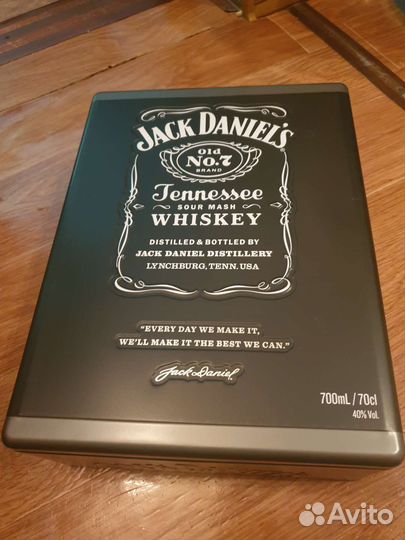 JACK DANIEL'S
Old
No.7
BRAND
Tennessee
SOUR MASH
WHISKEY
DISTILLED & BOTTLED BY
JACK DANIEL DISTILLERY
LYNCHBURG, TENN. USA
"EVERY DAY WE MAKE IT,
WE'LL MAKE IT THE BEST WE CAN."
Jack Daniel
700mL / 70cl
40% Vol.
Avito